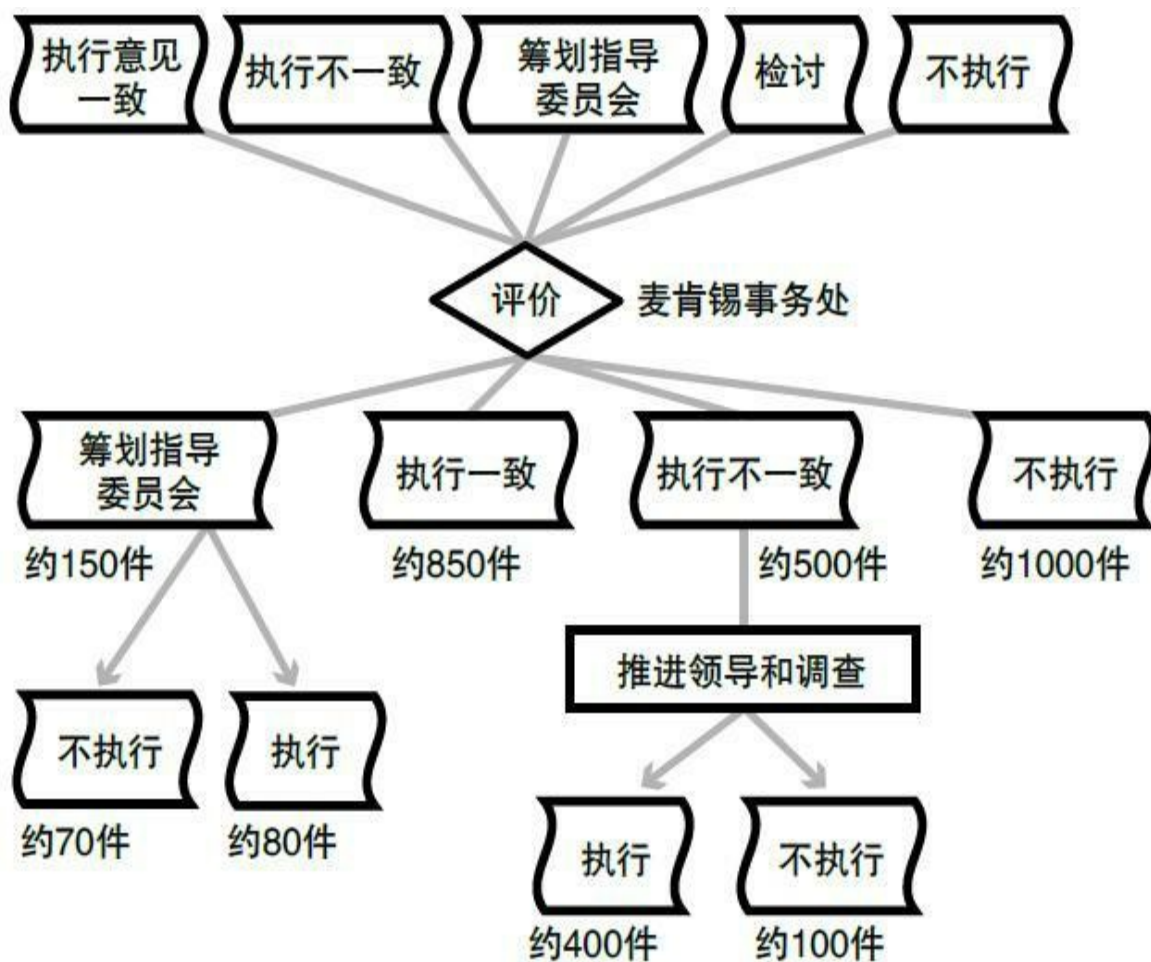 执行意见
一致
执行不一致
筹划指导
委员会
检讨
不执行
评价
麦肯锡事务处
筹划指导
委员会
执行一致
执行不一致
不执行
约150件
约850件
约500件
约1000件
推进领导和调查
不执行
执行
约70件
约80件
执行
不执行
约400件
约100件